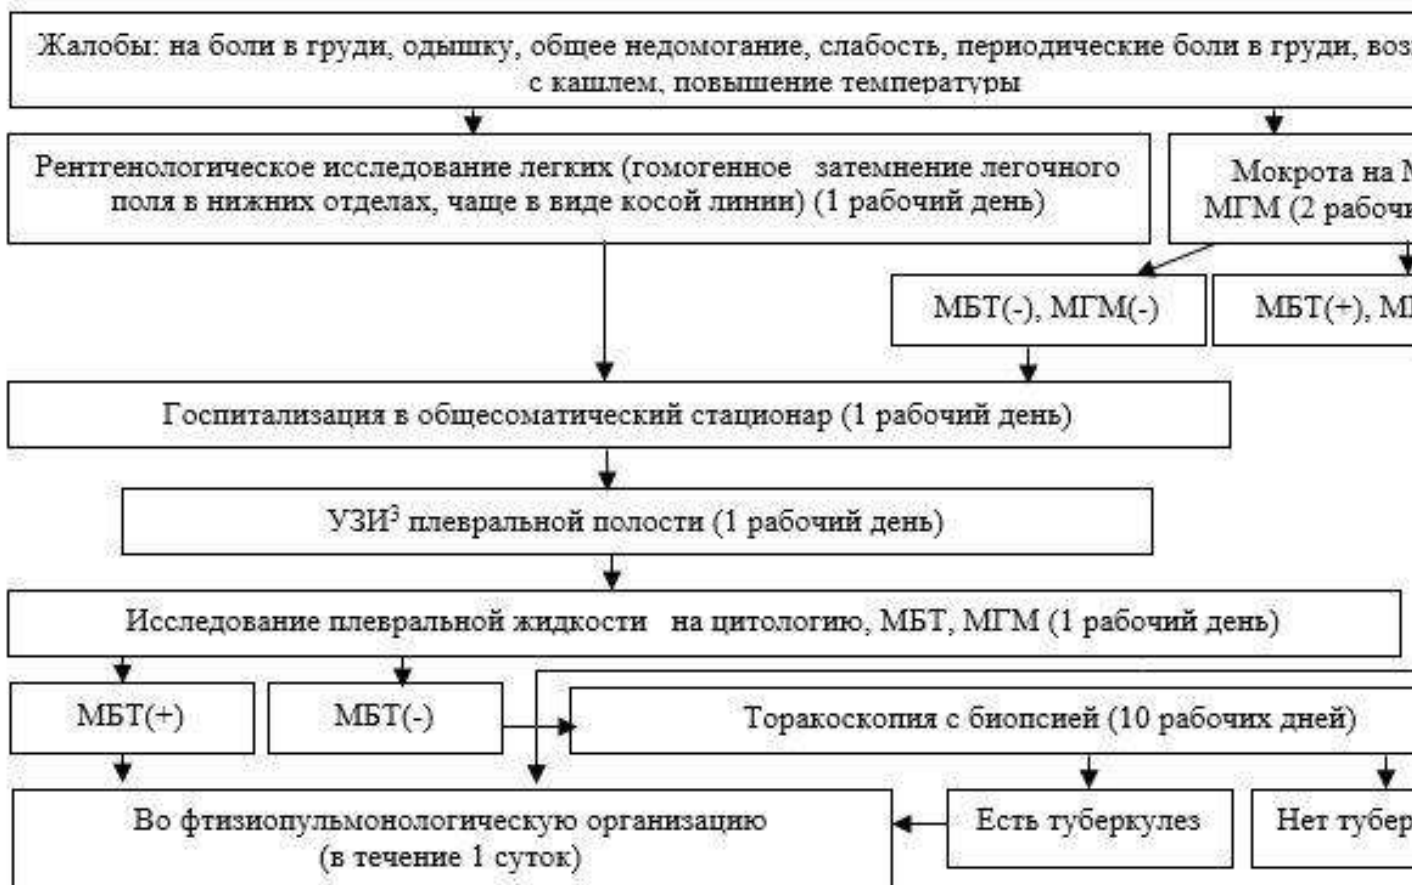 Жалобы: на боли в груди, одышку, общее недомогание, слабость, периодические боли в груди,
с кашлем, повышение температуры
Рентгенологическое исследование легких (гомогенное затемнение легочного
поля в нижних отделах, чаще в виде косой линии) (1 рабочий день)
Мокрота на
МГМ (2
МБТ(-), МГМ(-)
МБТ(+),
Госпитализация в общесоматический стационар (1 рабочий день)
УЗИ³ плевральной полости (1 рабочий день)
Исследование плевральной жидкости на цитологию, МБТ, МГМ (1 рабочий день)
МБТ(+)
МБТ(-)
Торакоскопия с биопсией (10 рабочих дней)
Во фтизиопульмонологическую организацию
(в течение 1 суток)
Есть туберкулез
Нет